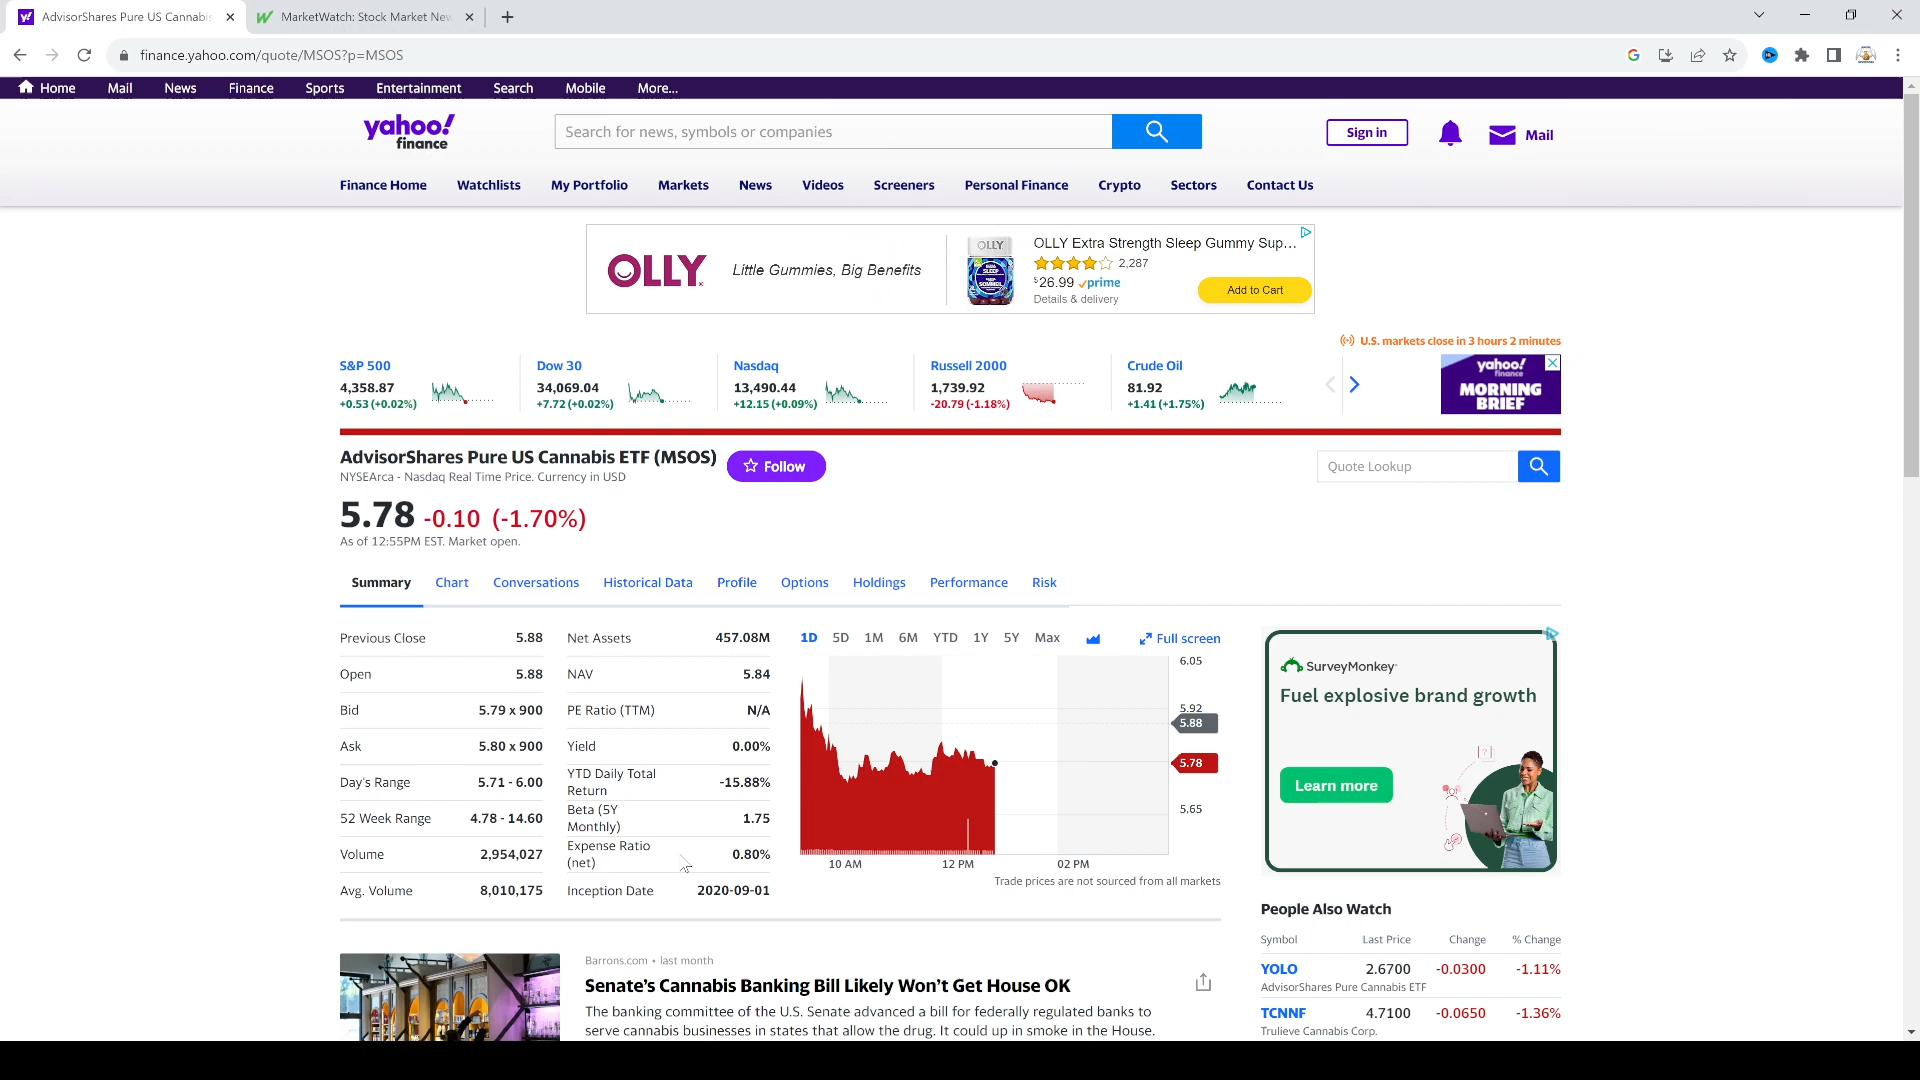 AdvisorShares Pure US Cannabis
MarketWatch: Stock Market New
finance.yahoo.com/quote/MSOS?p=MSOS
Home Mail News Finance Sports Entertainment Search Mobile More...
yahoo!
finance
Search for news, symbols or companies
Sign in
Mail
Finance Home Watchlists My Portfolio Markets News Videos Screeners Personal Finance Crypto Sectors Contact Us
OLLY
Little Gummies, Big Benefits
OLLY
SLEEP
SOMMEIL
OLLY Extra Strength Sleep Gummy Sup...
2,287
$26.99 prime
Details & delivery
Add to Cart
U.S. markets close in 3 hours 2 minutes
S&P 500
4,358.87
+0.53 (+0.02%)
Dow 30
34,069.04
+7.72 (+0.02%)
Nasdaq
13,490.44
+12.15 (+0.09%)
Russell 2000
1,739.92
-20.79 (-1.18%)
Crude Oil
81.92
+1.41 (+1.75%)
yahoo!
finance
MORNING
BRIEF
AdvisorShares Pure US Cannabis ETF (MSOS)
Follow
Quote Lookup
NYSEArca - Nasdaq Real Time Price. Currency in USD
5.78 -0.10 (-1.70%)
As of 12:55PM EST. Market open.
Summary Chart Conversations Historical Data Profile Options Holdings Performance Risk
Previous Close 5.88
Open 5.88
Bid 5.79 x 900
Ask 5.80 x 900
Day's Range 5.71 - 6.00
52 Week Range 4.78 - 14.60
Volume 2,954,027
Avg. Volume 8,010,175
Net Assets 457.08M
NAV 5.84
PE Ratio (TTM) N/A
Yield 0.00%
YTD Daily Total
Return -15.88%
Beta (5Y
Monthly) 1.75
Expense Ratio
(net) 0.80%
Inception Date 2020-09-01
1D 5D 1M 6M YTD 1Y 5Y Max
Full screen
6.05
5.92
5.88
5.78
5.65
10 AM 12 PM 02 PM
Trade prices are not sourced from all markets
SurveyMonkey
Fuel explosive brand growth
Learn more
People Also Watch
Symbol Last Price Change % Change
YOLO 2.6700 -0.0300 -1.11%
AdvisorShares Pure Cannabis ETF
TCNNF 4.7100 -0.0650 -1.36%
Trulieve Cannabis Corp.
Barrons.com • last month
Senate's Cannabis Banking Bill Likely Won't Get House OK
The banking committee of the U.S. Senate advanced a bill for federally regulated banks to
serve cannabis businesses in states that allow the drug. It could up in smoke in the House.